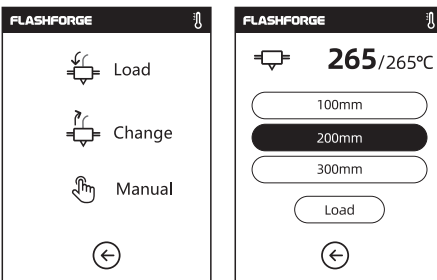 FLASHFORGE
Load
Change
Manual
FLASHFORGE
265/265℃
100mm
200mm
300mm
Load